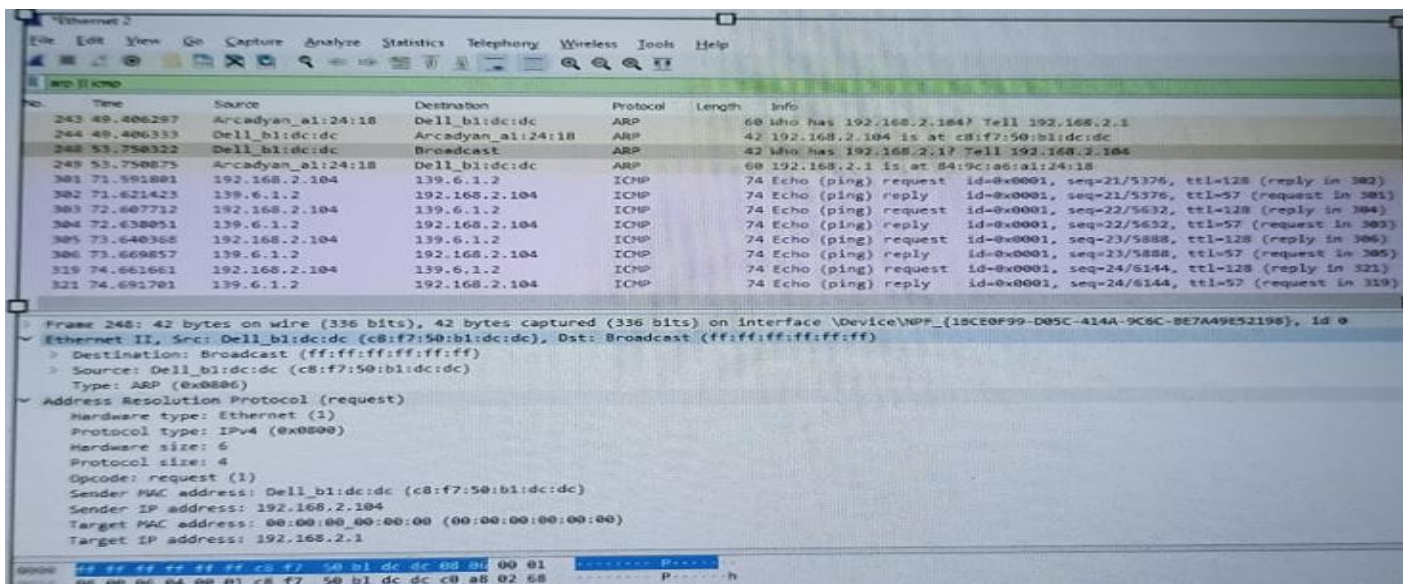 *Ethernet 2
File Edit View Go Capture Analyze Statistics Telephony Wireless Tools Help
arp || icmp
No. Time Source Destination Protocol Length Info
243 49.406297 Arcadyan_a1:24:18 Dell_b1:dc:dc ARP 60 Who has 192.168.2.104? Tell 192.168.2.1
244 49.406333 Dell_b1:dc:dc Arcadyan_a1:24:18 ARP 42 192.168.2.104 is at c8:f7:50:b1:dc:dc
248 53.750322 Dell_b1:dc:dc Broadcast ARP 42 Who has 192.168.2.1? Tell 192.168.2.104
249 53.750875 Arcadyan_a1:24:18 Dell_b1:dc:dc ARP 60 192.168.2.1 is at 84:9c:a6:a1:24:18
301 71.591801 192.168.2.104 139.6.1.2 ICMP 74 Echo (ping) request id=0x0001, seq=21/5376, ttl=128 (reply in 302)
302 71.621423 139.6.1.2 192.168.2.104 ICMP 74 Echo (ping) reply id=0x0001, seq=21/5376, ttl=57 (request in 301)
303 72.607712 192.168.2.104 139.6.1.2 ICMP 74 Echo (ping) request id=0x0001, seq=22/5632, ttl=128 (reply in 304)
304 72.638051 139.6.1.2 192.168.2.104 ICMP 74 Echo (ping) reply id=0x0001, seq=22/5632, ttl=57 (request in 303)
305 73.640368 192.168.2.104 139.6.1.2 ICMP 74 Echo (ping) request id=0x0001, seq=23/5888, ttl=128 (reply in 306)
306 73.669857 139.6.1.2 192.168.2.104 ICMP 74 Echo (ping) reply id=0x0001, seq=23/5888, ttl=57 (request in 305)
319 74.661661 192.168.2.104 139.6.1.2 ICMP 74 Echo (ping) request id=0x0001, seq=24/6144, ttl=128 (reply in 321)
321 74.691701 139.6.1.2 192.168.2.104 ICMP 74 Echo (ping) reply id=0x0001, seq=24/6144, ttl=57 (request in 319)
Frame 248: 42 bytes on wire (336 bits), 42 bytes captured (336 bits) on interface \Device\NPF_{1BCE0F99-D05C-414A-9C6C-BE7A49E52198}, id 0
Ethernet II, Src: Dell_b1:dc:dc (c8:f7:50:b1:dc:dc), Dst: Broadcast (ff:ff:ff:ff:ff:ff)
Destination: Broadcast (ff:ff:ff:ff:ff:ff)
Source: Dell_b1:dc:dc (c8:f7:50:b1:dc:dc)
Type: ARP (0x0806)
Address Resolution Protocol (request)
Hardware type: Ethernet (1)
Protocol type: IPv4 (0x0800)
Hardware size: 6
Protocol size: 4
Opcode: request (1)
Sender MAC address: Dell_b1:dc:dc (c8:f7:50:b1:dc:dc)
Sender IP address: 192.168.2.104
Target MAC address: 00:00:00_00:00:00 (00:00:00:00:00:00)
Target IP address: 192.168.2.1
0000 ff ff ff ff ff ff c8 f7 50 b1 dc dc 08 06 00 01 ········ P·······
08 00 06 04 00 01 c8 f7 50 b1 dc dc c0 a8 02 68 ········ P······h